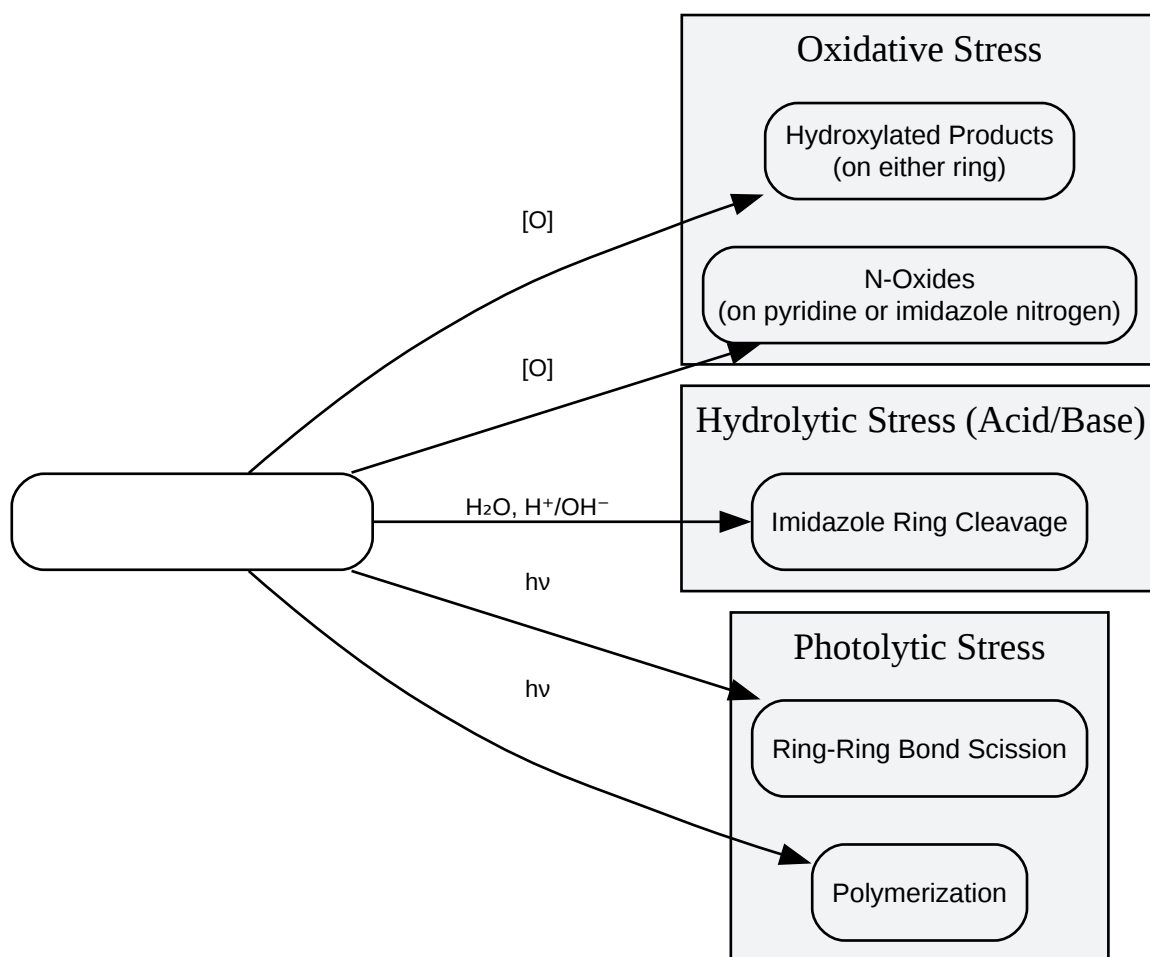 Oxidative Stress
Hydroxylated Products
(on either ring)
[O]
N-Oxides
(on pyridine or imidazole nitrogen)
[O]
Hydrolytic Stress (Acid/Base)
H₂O, H⁺/OH⁻
Imidazole Ring Cleavage
hν
Photolytic Stress
hν
Ring-Ring Bond Scission
Polymerization